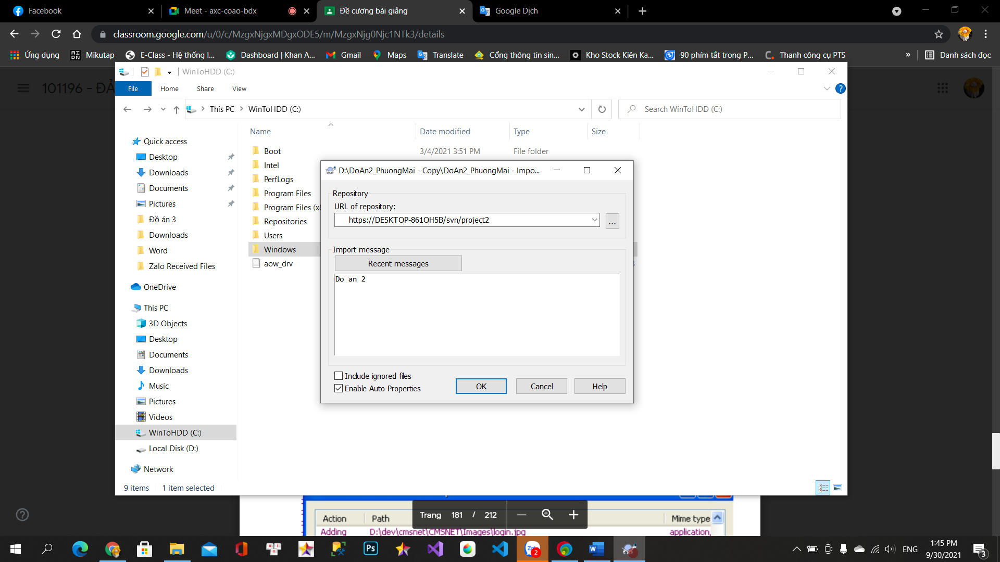 Facebook
Meet - axc-coao-bdx
Đề cương bài giảng
Google Dịch
classroom.google.com/u/0/c/MzgxNjgxMDgxODE5/m/MzgxNjg0Njc1NTk3/details
Ứng dụng
Mikutap
E-Class - Hệ thống l...
Dashboard | Khan A...
Gmail
Maps
Translate
Cổng thông tin sin...
Kho Stock Kiên Ka...
90 phím tắt trong P...
Thanh công cụ PTS
»
Danh sách đọc
101196 - ĐẢ
WinToHDD (C:)
File
Home
Share
View
This PC > WinToHDD (C:)
Search WinToHDD (C:)
Name
Date modified
Type
Size
Quick access
Desktop
Downloads
Documents
Pictures
Đồ án 3
Downloads
Word
Zalo Received Files
OneDrive
This PC
3D Objects
Desktop
Documents
Downloads
Music
Pictures
Videos
WinToHDD (C:)
Local Disk (D:)
Network
Boot
3/4/2021 3:51 PM
File folder
Intel
PerfLogs
Program Files
Program Files (x8
Repositories
Users
Windows
aow_drv
D:\DoAn2_PhuongMai - Copy\DoAn2_PhuongMai - Impo...
Repository
URL of repository:
https://DESKTOP-861OH5B/svn/project2
...
Import message
Recent messages
Do an 2
Include ignored files
Enable Auto-Properties
OK
Cancel
Help
9 items
1 item selected
Action
Path
Mime type
Adding
D:\dev\cmsnet\CMSNET\Images\login.jpg
application,
Trang 181 / 212
Ps
Zalo
2
ENG
1:45 PM
9/30/2021
3